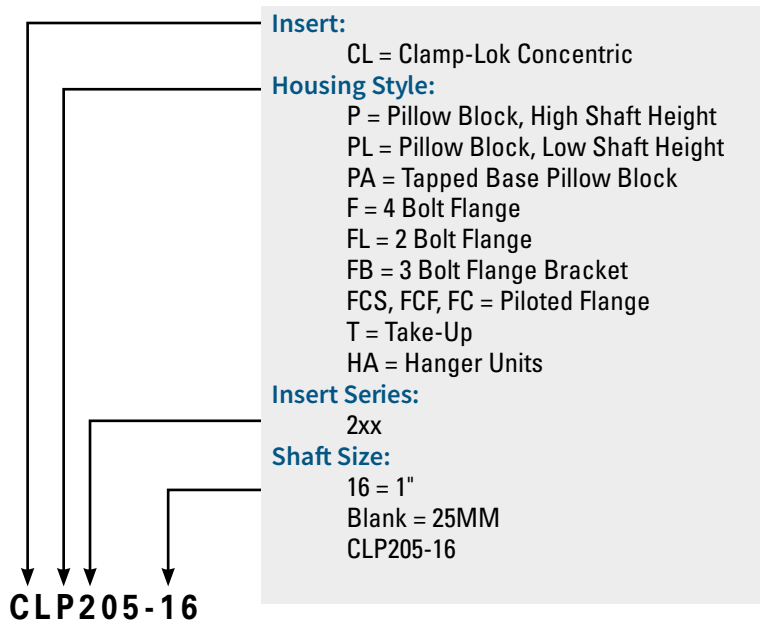 Insert:
CL = Clamp-Lok Concentric
Housing Style:
P = Pillow Block, High Shaft Height
PL = Pillow Block, Low Shaft Height
PA = Tapped Base Pillow Block
F = 4 Bolt Flange
FL = 2 Bolt Flange
FB = 3 Bolt Flange Bracket
FCS, FCF, FC = Piloted Flange
T = Take-Up
HA = Hanger Units
Insert Series:
2xx
Shaft Size:
16 = 1"
Blank = 25MM
CLP205-16
CLP205-16